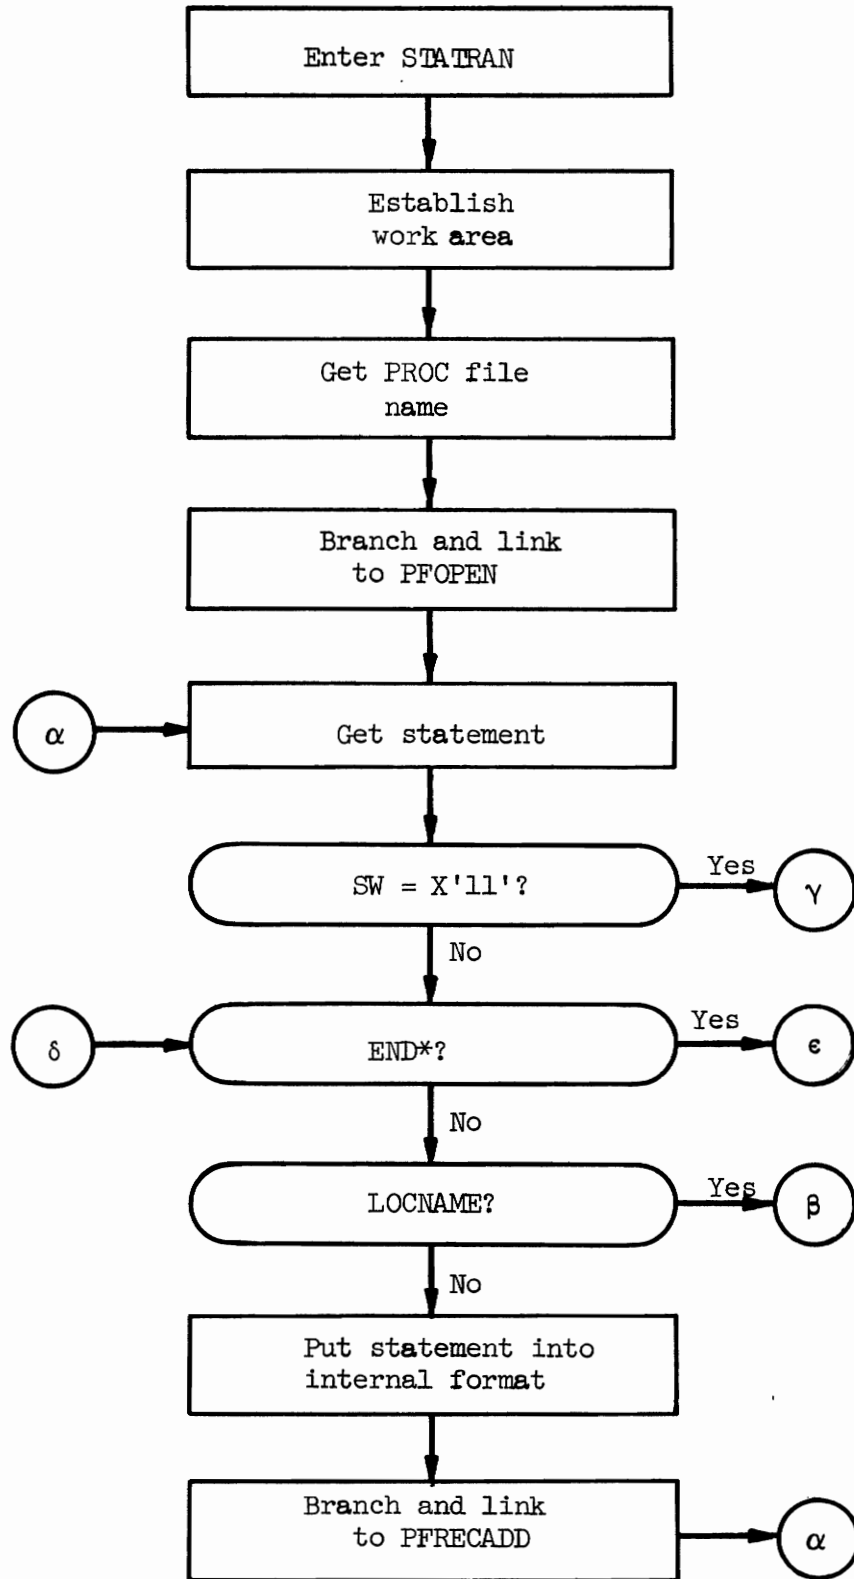 Enter STATRAN
Establish
work area
Get PROC file
name
Branch and link
to PFOPEN
α
Get statement
SW = X'11'?
Yes
γ
No
δ
END*?
Yes
ϵ
No
LOCNAME?
Yes
β
No
Put statement into
internal format
Branch and link
to PFRECADD
α